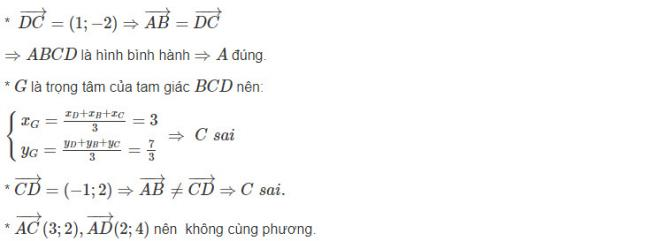 * $\overrightarrow{DC} = (1;-2) \Rightarrow \overrightarrow{AB} = \overrightarrow{DC}$
$\Rightarrow ABCD$ là hình bình hành $\Rightarrow A$ đúng.
* $G$ là trọng tâm của tam giác $BCD$ nên:
$\begin{cases} x_G = \frac{x_D+x_B+x_C}{3} = 3 \\ y_G = \frac{y_D+y_B+y_C}{3} = \frac{7}{3} \end{cases} \Rightarrow C \ sai$
* $\overrightarrow{CD} = (-1;2) \Rightarrow \overrightarrow{AB} \neq \overrightarrow{CD} \Rightarrow C \ sai.$
* $\overrightarrow{AC}(3;2), \overrightarrow{AD}(2;4)$ nên không cùng phương.